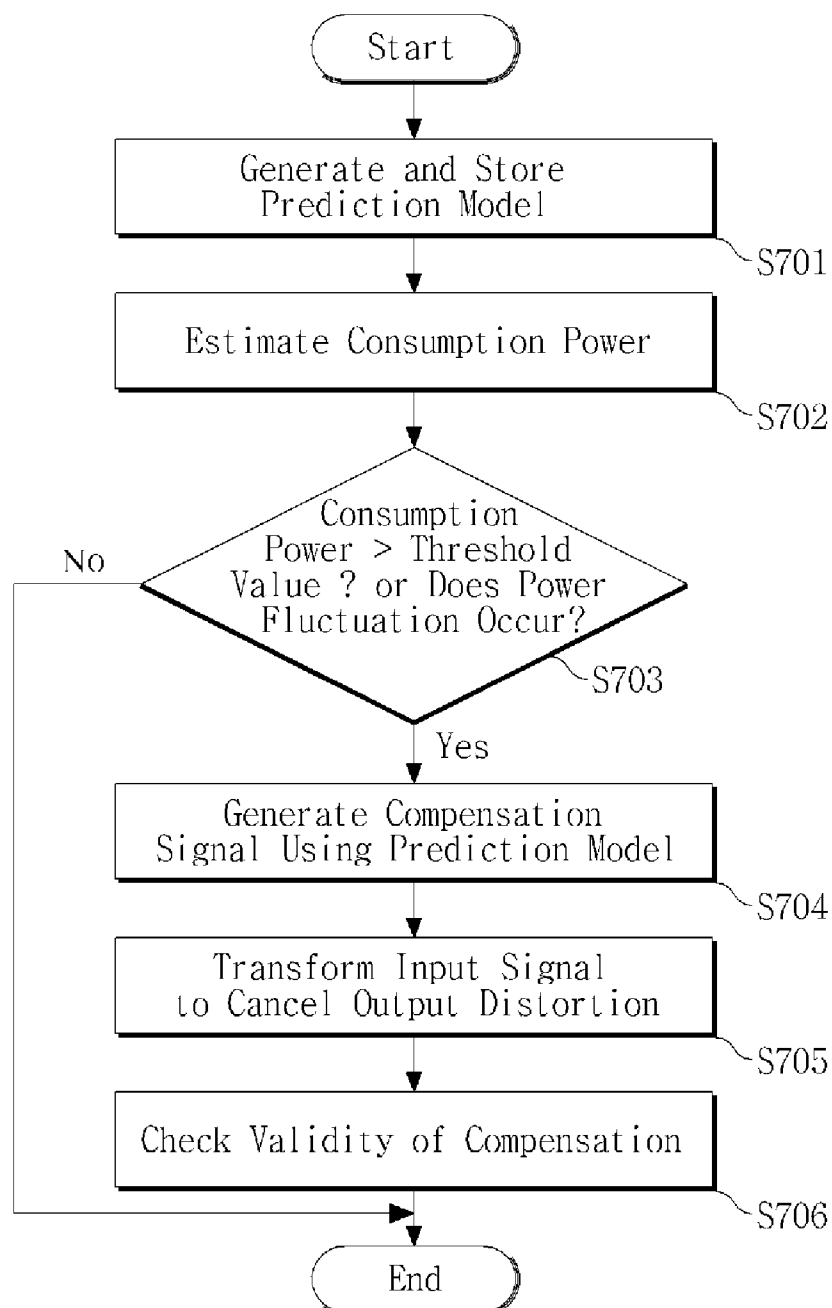 Start
Generate and Store
Prediction Model
S701
Estimate Consumption Power
S702
Consumption
Power > Threshold
Value ? or Does Power
Fluctuation Occur?
No
S703
Yes
Generate Compensation
Signal Using Prediction Model
S704
Transform Input Signal
to Cancel Output Distortion
S705
Check Validity of Compensation
S706
End